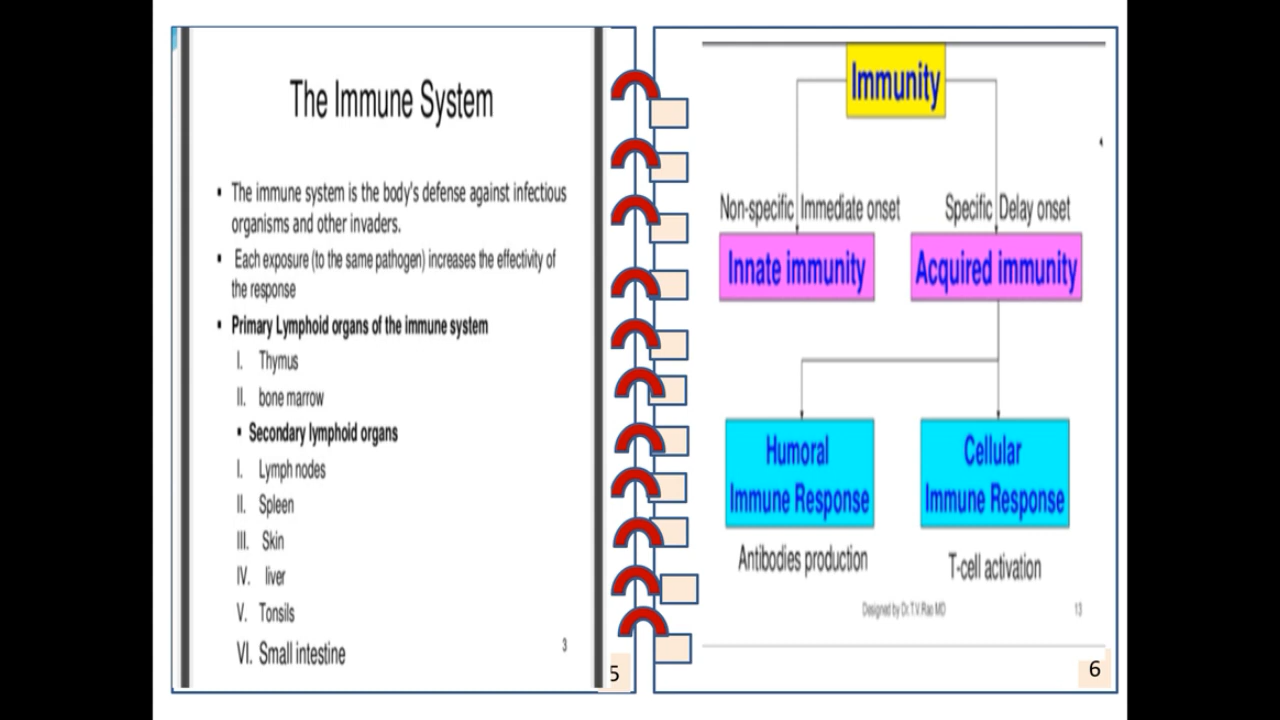 The Immune System
▪ The immune system is the body's defense against infectious
organisms and other invaders.
▪ Each exposure (to the same pathogen) increases the effectivity of
the response
▪ Primary Lymphoid organs of the immune system
I. Thymus
II. bone marrow
▪ Secondary lymphoid organs
I. Lymph nodes
II. Spleen
III. Skin
IV. liver
V. Tonsils
VI. Small intestine
3
5
Immunity
Non-specific Immediate onset
Specific Delay onset
Innate immunity
Acquired immunity
Humoral
Immune Response
Cellular
Immune Response
Antibodies production
T-cell activation
Designed by Dr.T.V.Rao MD
13
6